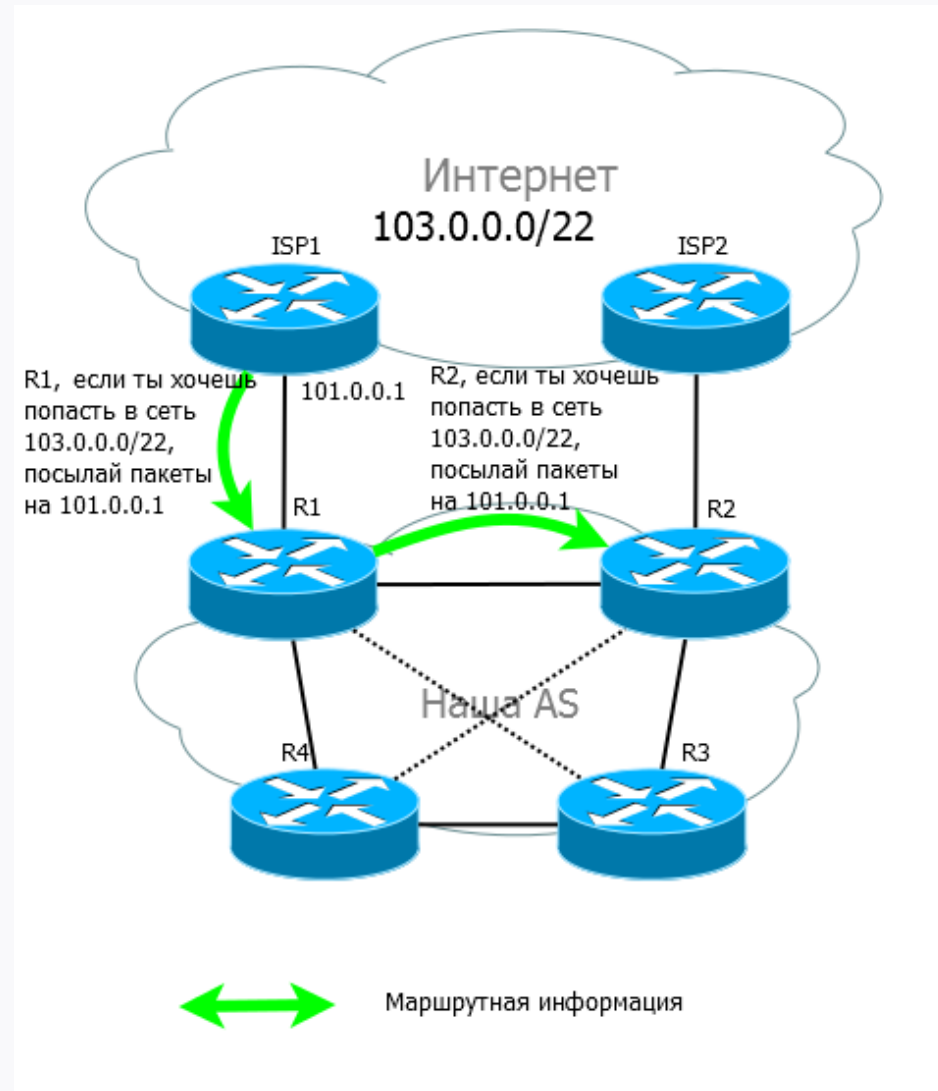 Интернет
103.0.0.0/22
ISP1
ISP2
R1, если ты хочешь
попасть в сеть
103.0.0.0/22,
посылай пакеты
на 101.0.0.1
101.0.0.1
R2, если ты хочешь
попасть в сеть
103.0.0.0/22,
посылай пакеты
на 101.0.0.1
R1
R2
Наша AS
R4
R3
Маршрутная информация